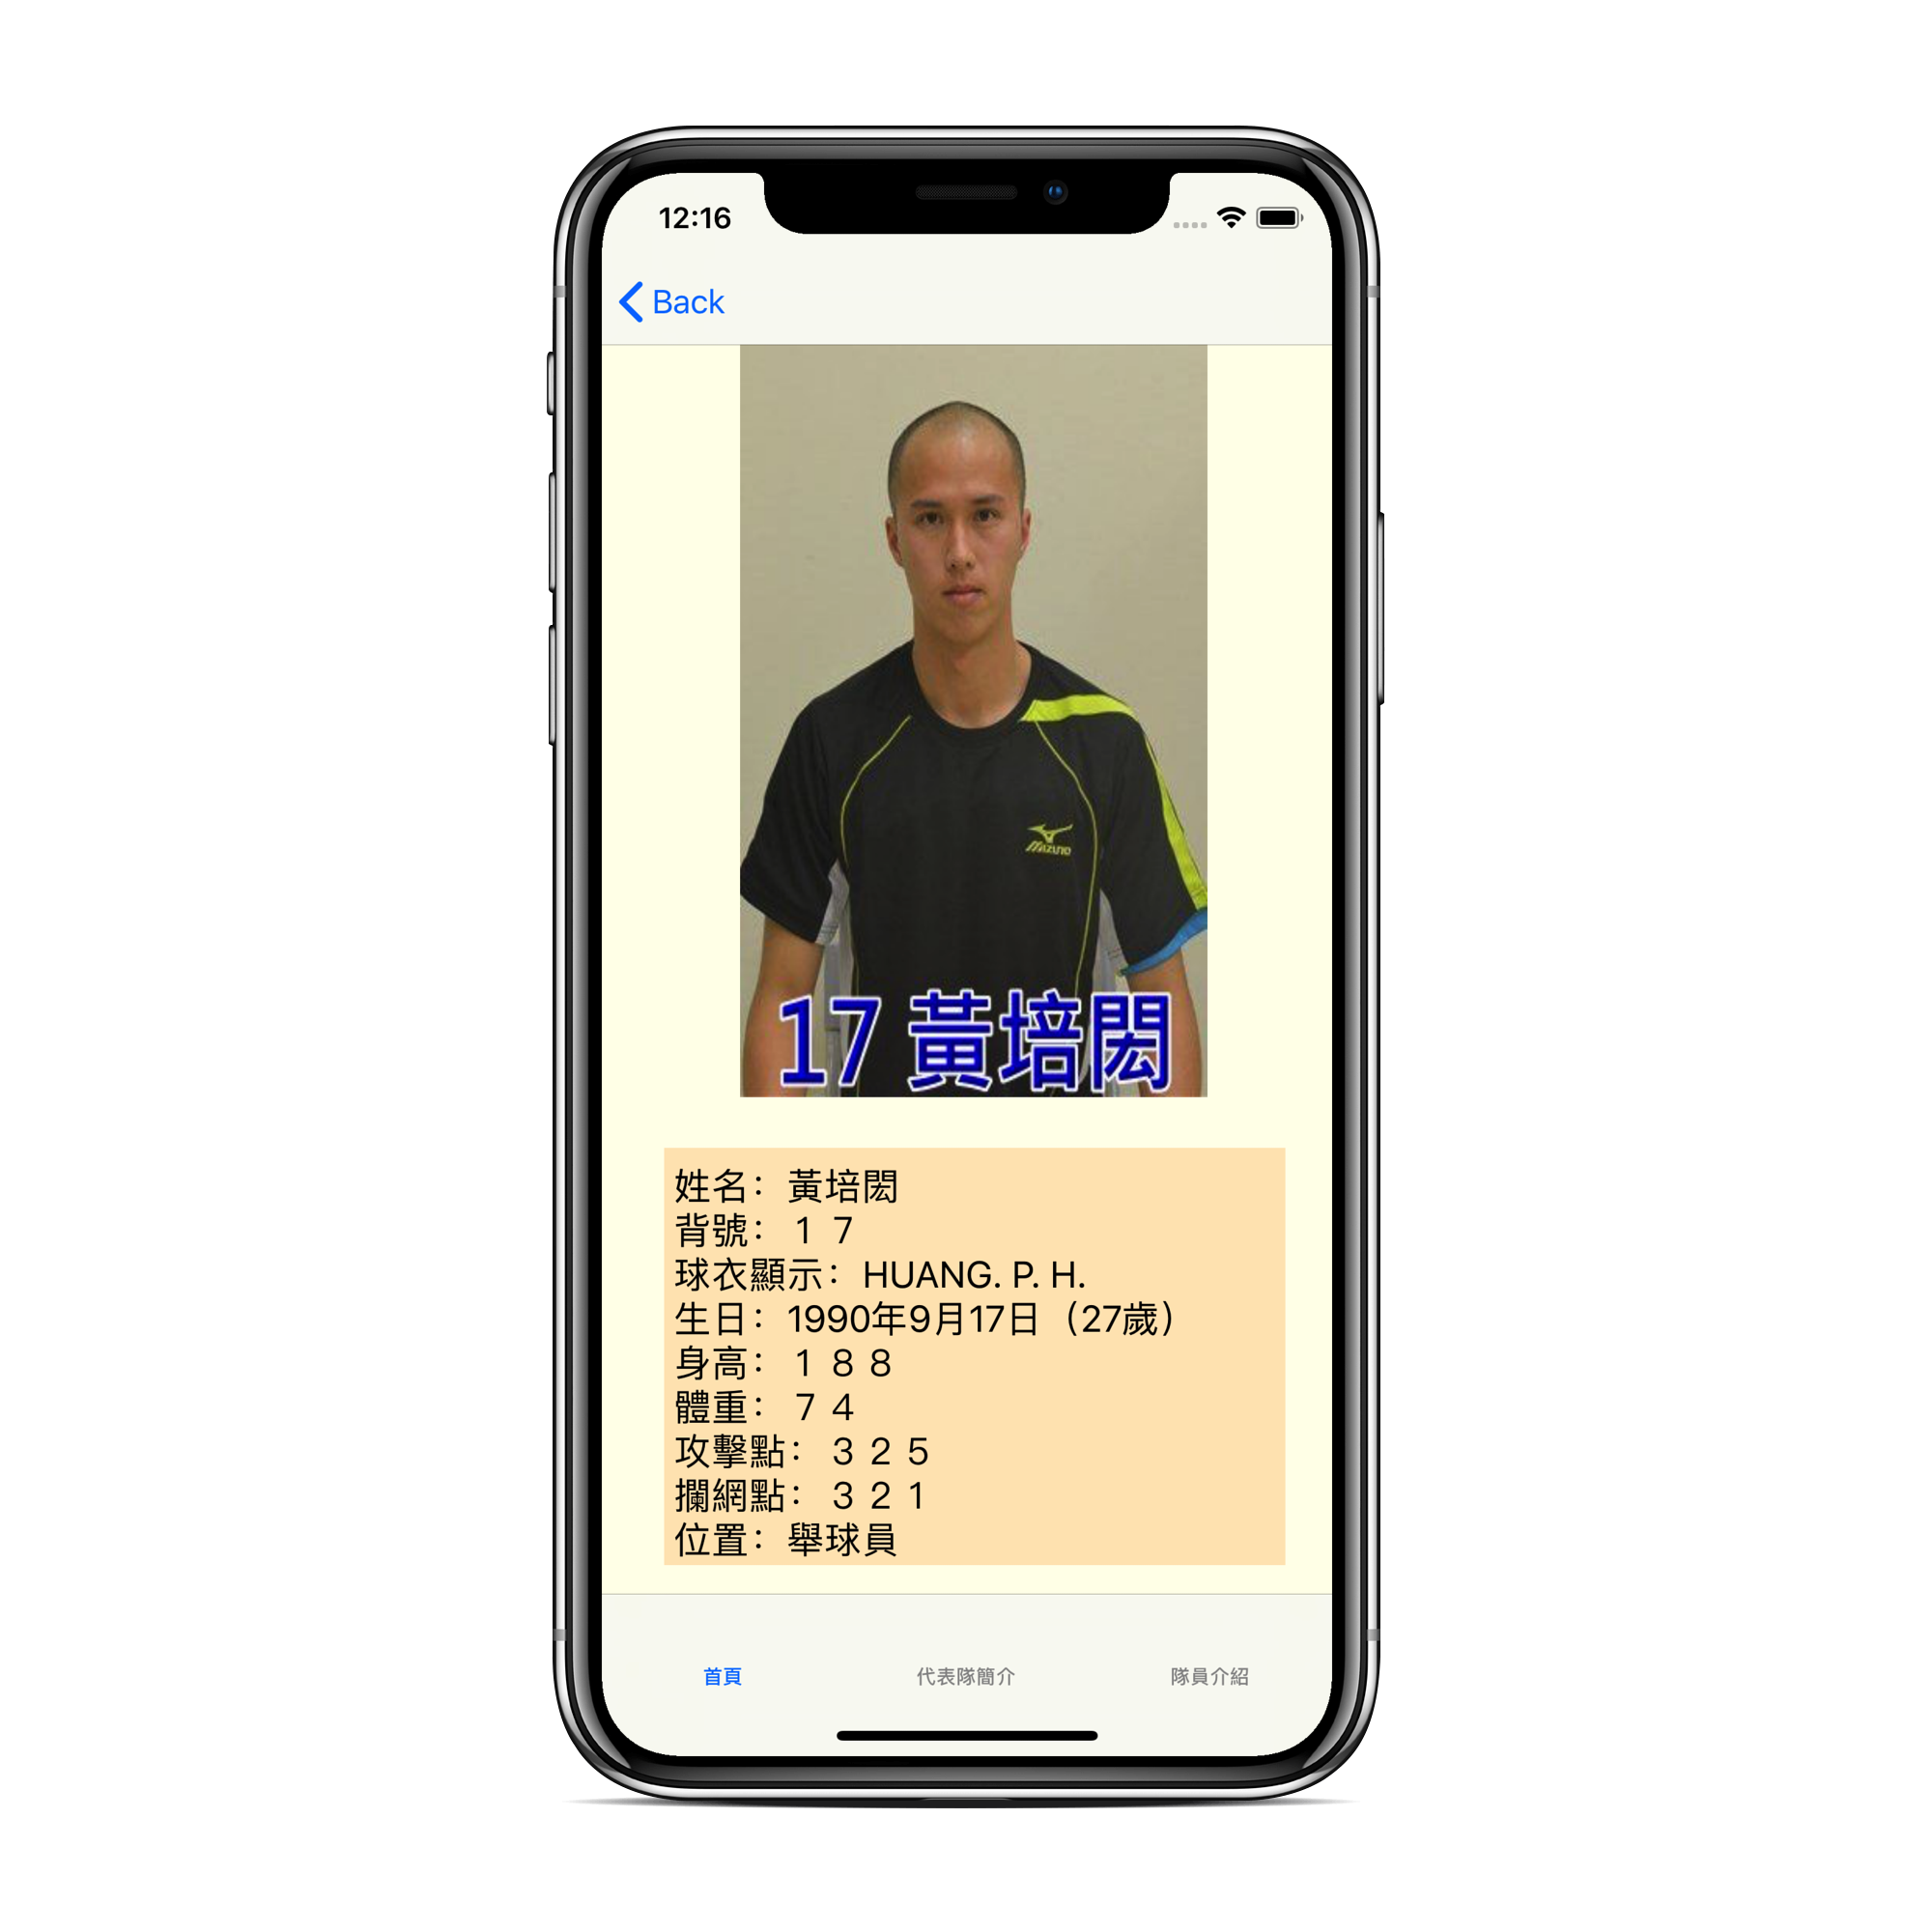 12:16
Back
MIZUNO
17 黃培閎
姓名：黃培閎
背號：１７
球衣顯示：HUANG. P. H.
生日：1990年9月17日（27歲）
身高：１８８
體重：７４
攻擊點：３２５
攔網點：３２１
位置：舉球員
首頁
代表隊簡介
隊員介紹